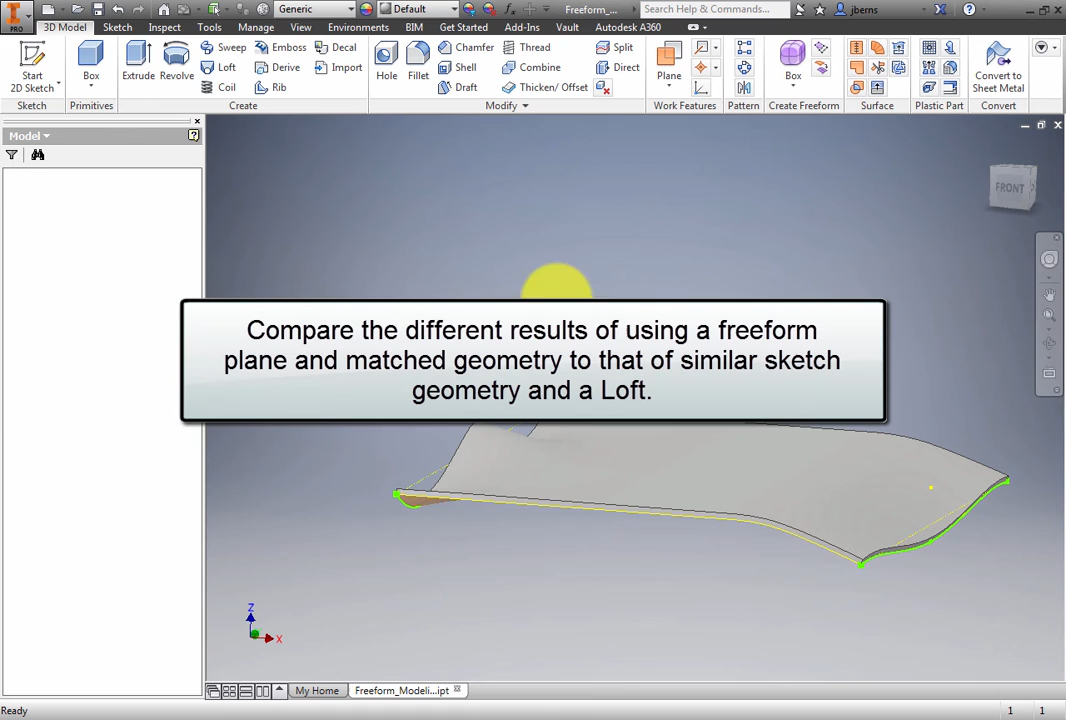 PRO
Generic
Default
Freeform_...
Search Help & Commands...
jberns
3D Model Sketch Inspect Tools Manage View Environments BIM Get Started Add-Ins Vault Autodesk A360
Start
2D Sketch
Box
Extrude
Revolve
Sweep
Loft
Coil
Emboss
Derive
Rib
Decal
Import
Hole
Fillet
Chamfer
Shell
Draft
Thread
Combine
Thicken/ Offset
Split
Direct
Plane
Box
Convert to
Sheet Metal
Sketch Primitives Create Modify Work Features Pattern Create Freeform Surface Plastic Part Convert
Model
FRONT
Compare the different results of using a freeform
plane and matched geometry to that of similar sketch
geometry and a Loft.
Z
X
My Home
Freeform_Modeli...ipt
Ready
1 1